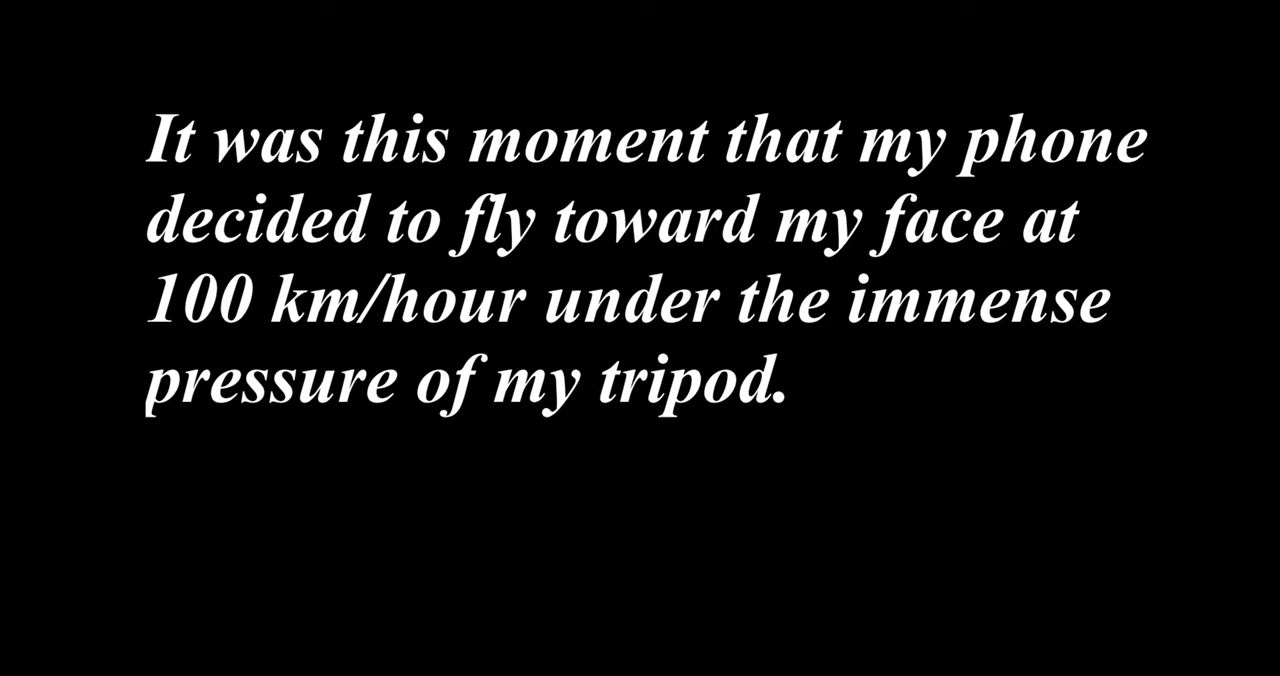 It was this moment that my phone
decided to fly toward my face at
100 km/hour under the immense
pressure of my tripod.